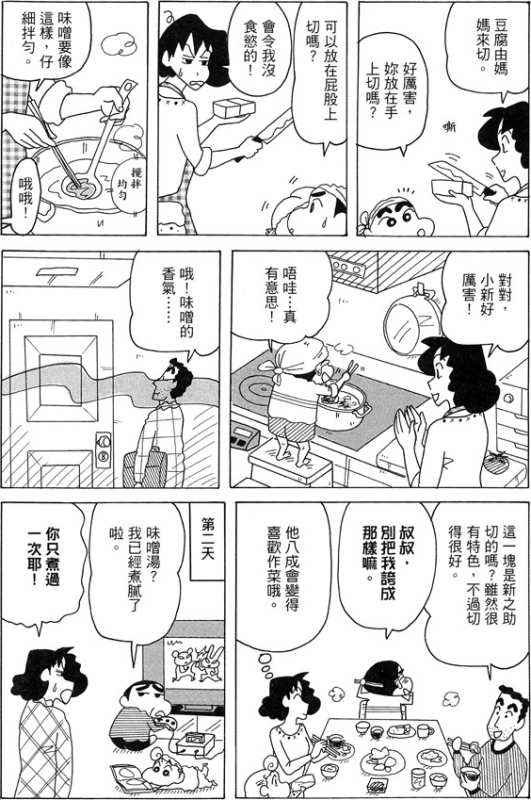 豆腐由媽
媽來切。
嘶
好厲害，
妳放在手
上切嗎？
可以放在屁股上
切嗎？
會令我沒
食慾的！
味噌要像
這樣，仔
細拌勻。
攪拌
均勻
哦哦！
對對，
小新好
厲害！
唔哇…真
有意思！
哦！味噌的
香氣……
這一塊是新之助
切的嗎？雖然很
有特色，不過切
得很好。
叔叔，
別把我誇成
那樣嘛。
他八成會變得
喜歡作菜哦。
第二天
味噌湯？
我已經煮膩了
啦。
你只煮過
一次耶！